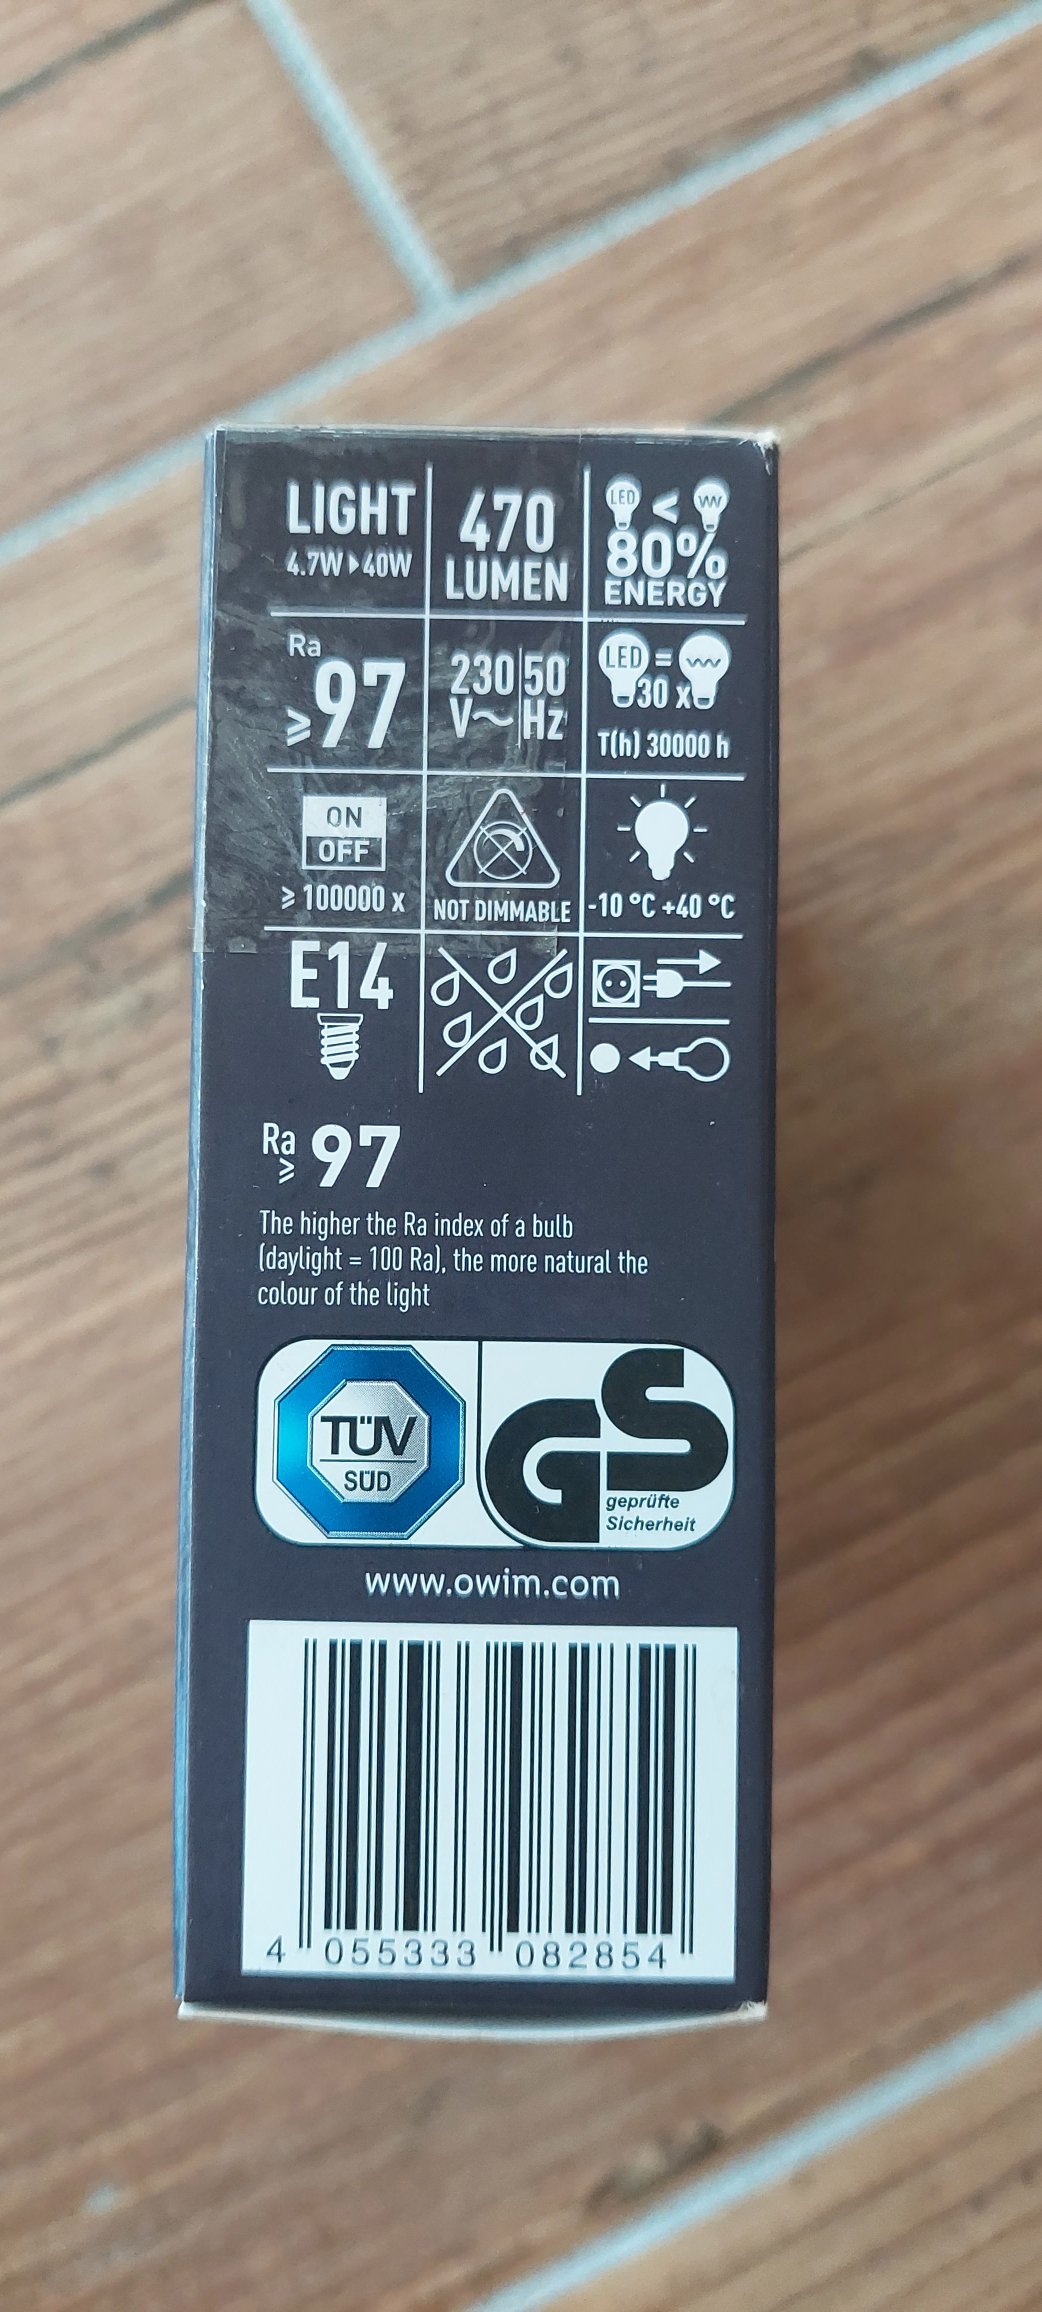 LIGHT
4.7W▶40W
470
LUMEN
LED < 
80%
ENERGY
Ra
≥97
230 50
V~ Hz
LED =
30 x
T(h) 30000 h
ON
OFF
≥ 100000 x
NOT DIMMABLE
-10 °C +40 °C
E14
Ra
≥ 97
The higher the Ra index of a bulb
(daylight = 100 Ra), the more natural the
colour of the light
TÜV
SÜD
GS
geprüfte
Sicherheit
www.owim.com
4 055333 082854